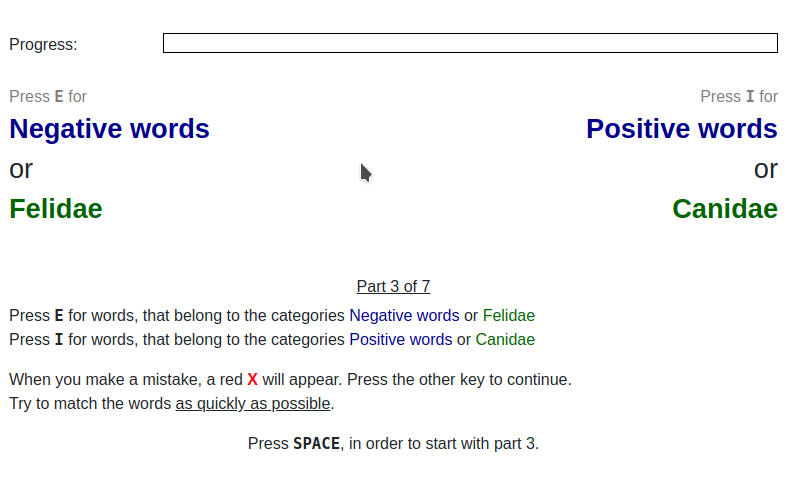 Progress:
Press E for Press I for
Negative words Positive words
or or
Felidae Canidae
Part 3 of 7
Press E for words, that belong to the categories Negative words or Felidae
Press I for words, that belong to the categories Positive words or Canidae
When you make a mistake, a red X will appear. Press the other key to continue.
Try to match the words as quickly as possible.
Press SPACE, in order to start with part 3.